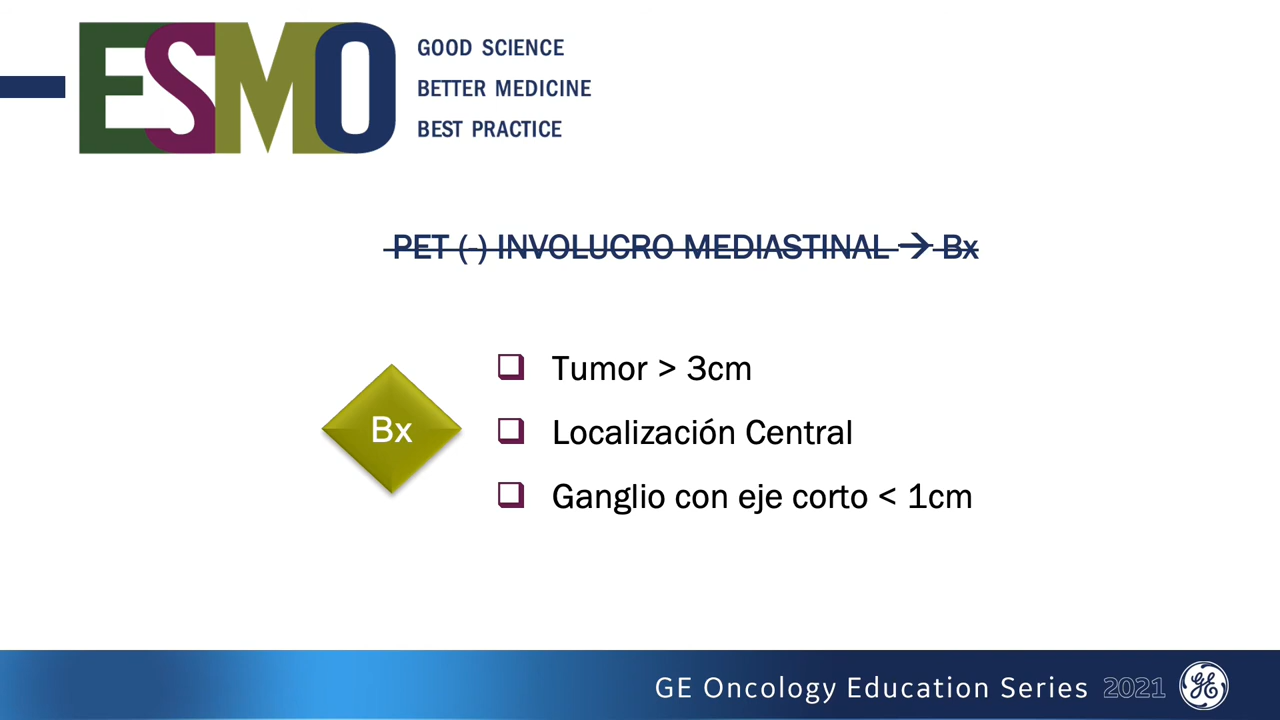 ESMO
GOOD SCIENCE
BETTER MEDICINE
BEST PRACTICE
PET (-) INVOLUCRO MEDIASTINAL → Bx
Bx
❑ Tumor > 3cm
❑ Localización Central
❑ Ganglio con eje corto < 1cm
GE Oncology Education Series 2021
GE